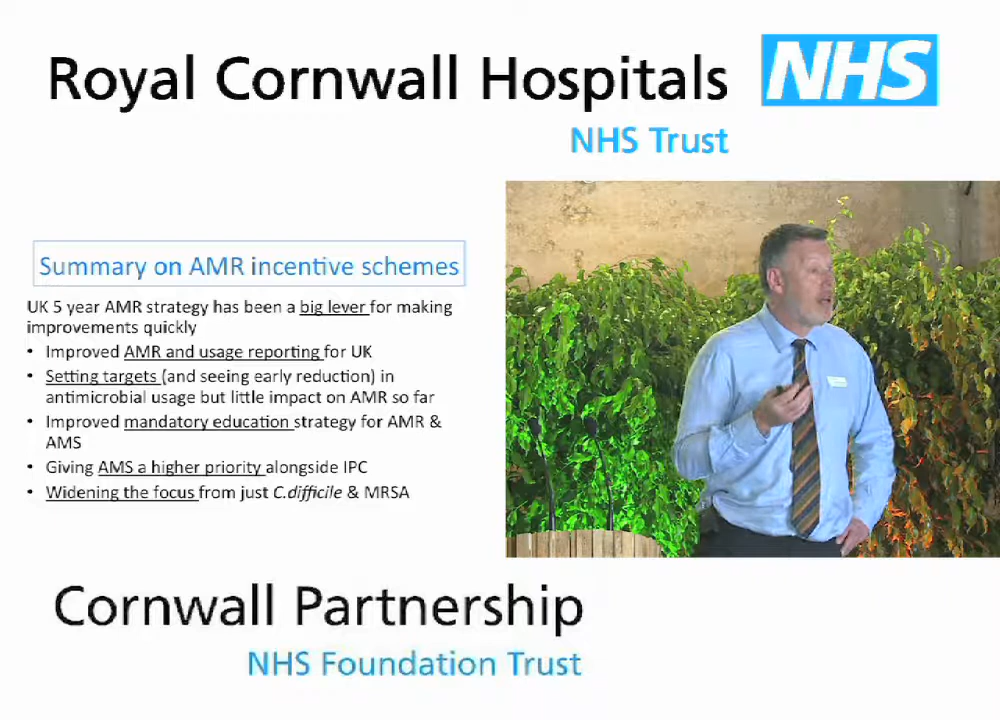 Royal Cornwall Hospitals NHS
NHS Trust
Summary on AMR incentive schemes
UK 5 year AMR strategy has been a big lever for making
improvements quickly
• Improved AMR and usage reporting for UK
• Setting targets (and seeing early reduction) in
antimicrobial usage but little impact on AMR so far
• Improved mandatory education strategy for AMR &
AMS
• Giving AMS a higher priority alongside IPC
• Widening the focus from just C.difficile & MRSA
Cornwall Partnership
NHS Foundation Trust